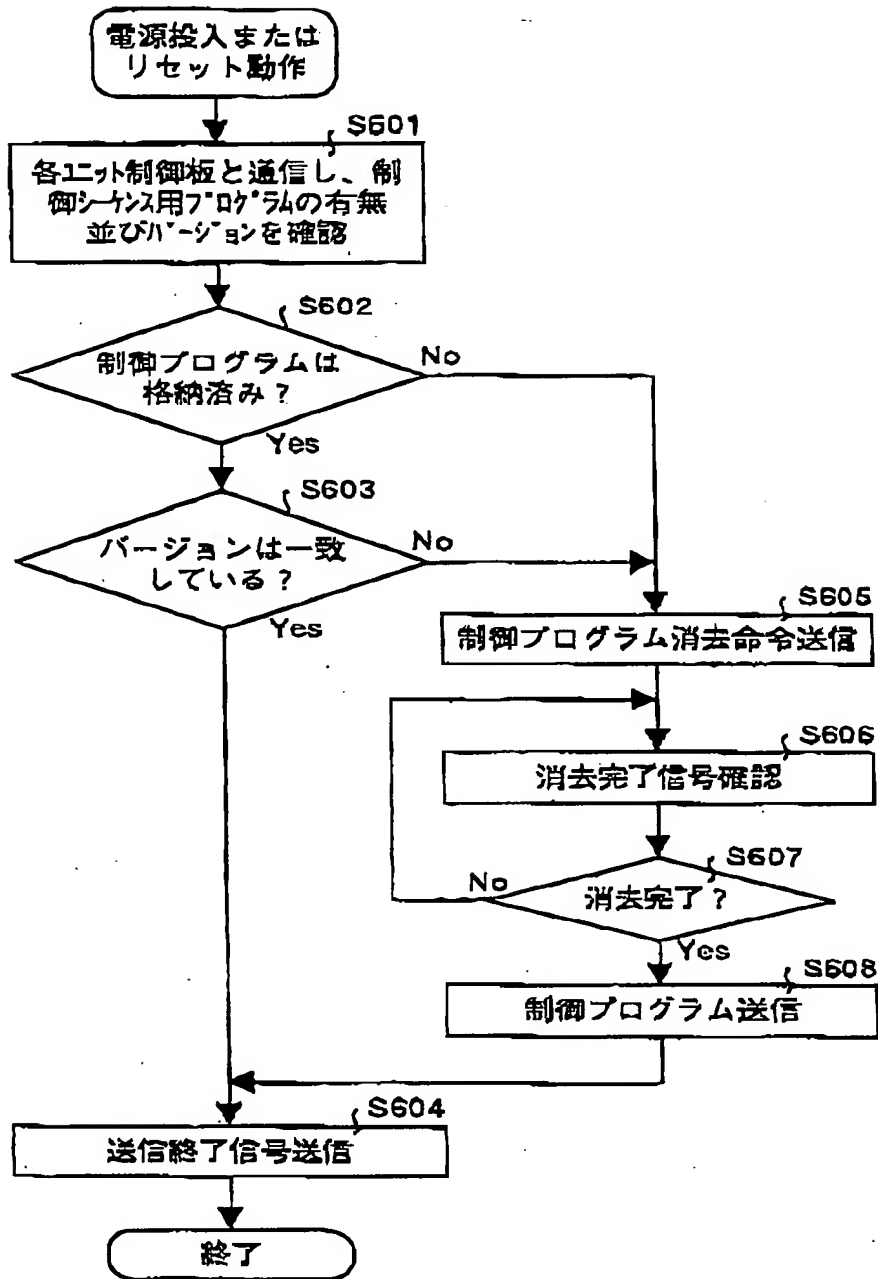 電源投入または
リセット動作
S601
各ユニット制御板と通信し、制
御シーケンス用プログラムの有無
並びバージョンを確認
S602
制御プログラムは
格納済み?
No
Yes
S603
バージョンは一致
している?
No
Yes
S605
制御プログラム消去命令送信
S606
消去完了信号確認
S607
消去完了?
No
Yes
S608
制御プログラム送信
S604
送信終了信号送信
終了